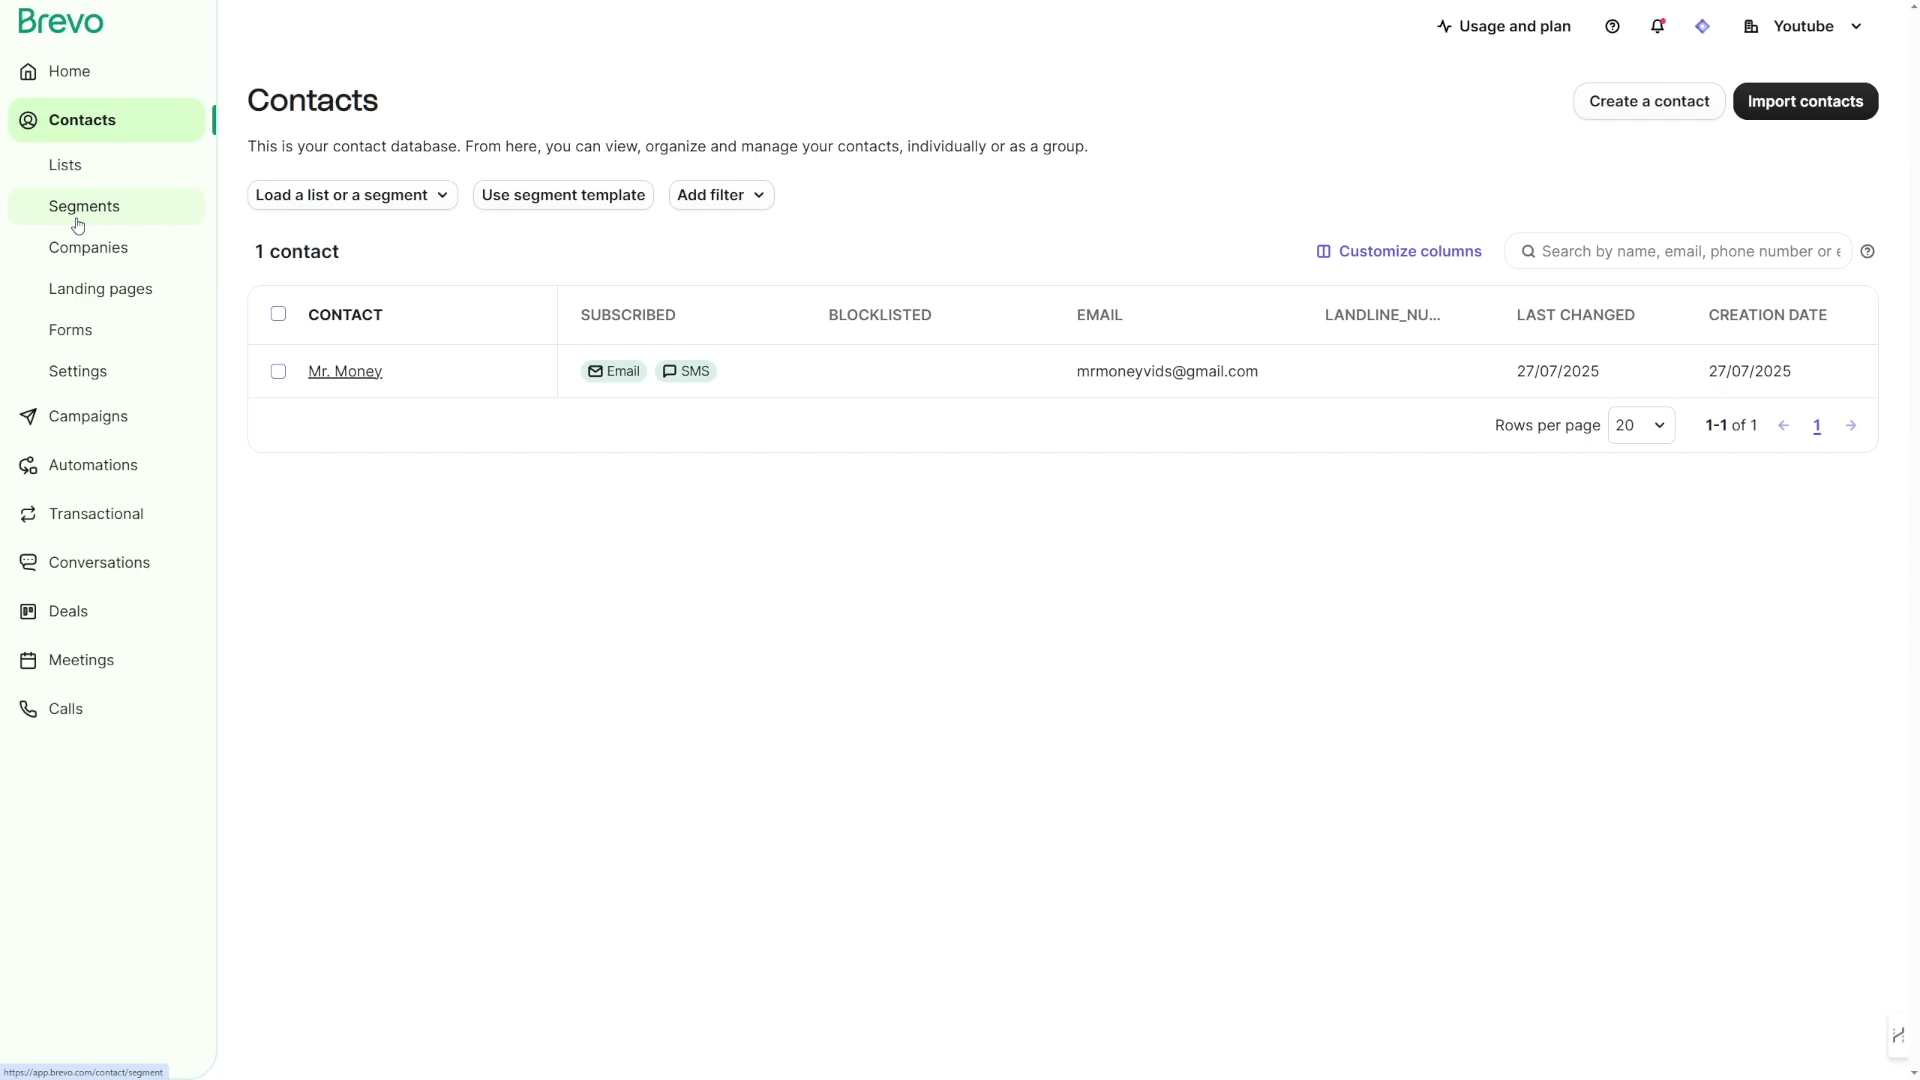 Brevo
Usage and plan
Youtube
Home
Contacts
Lists
Segments
Companies
Landing pages
Forms
Settings
Campaigns
Automations
Transactional
Conversations
Deals
Meetings
Calls
Contacts
Create a contact
Import contacts
This is your contact database. From here, you can view, organize and manage your contacts, individually or as a group.
Load a list or a segment
Use segment template
Add filter
1 contact
Customize columns
Search by name, email, phone number or e
CONTACT SUBSCRIBED BLOCKLISTED EMAIL LANDLINE_NU... LAST CHANGED CREATION DATE
Mr. Money Email SMS mrmoneyvids@gmail.com 27/07/2025 27/07/2025
Rows per page 20 1-1 of 1 1
https://app.brevo.com/contact/segment